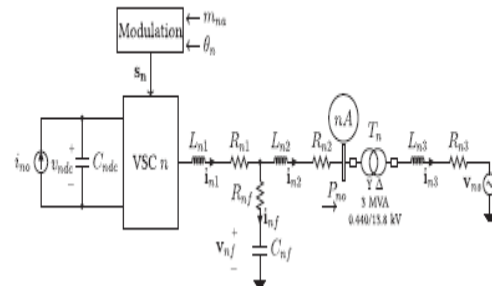 Modulation
m_na
θ_n
s_n
i_no
v_ndc
C_ndc
+
−
VSC n
L_n1
R_n1
L_n2
R_n2
nA
T_n
L_n3
R_n3
i_n1
i_n2
i_n3
R_nf
i_nf
v_nf
+
−
C_nf
P_no
Y Δ
3 MVA
0.440/13.8 kV
v_ns